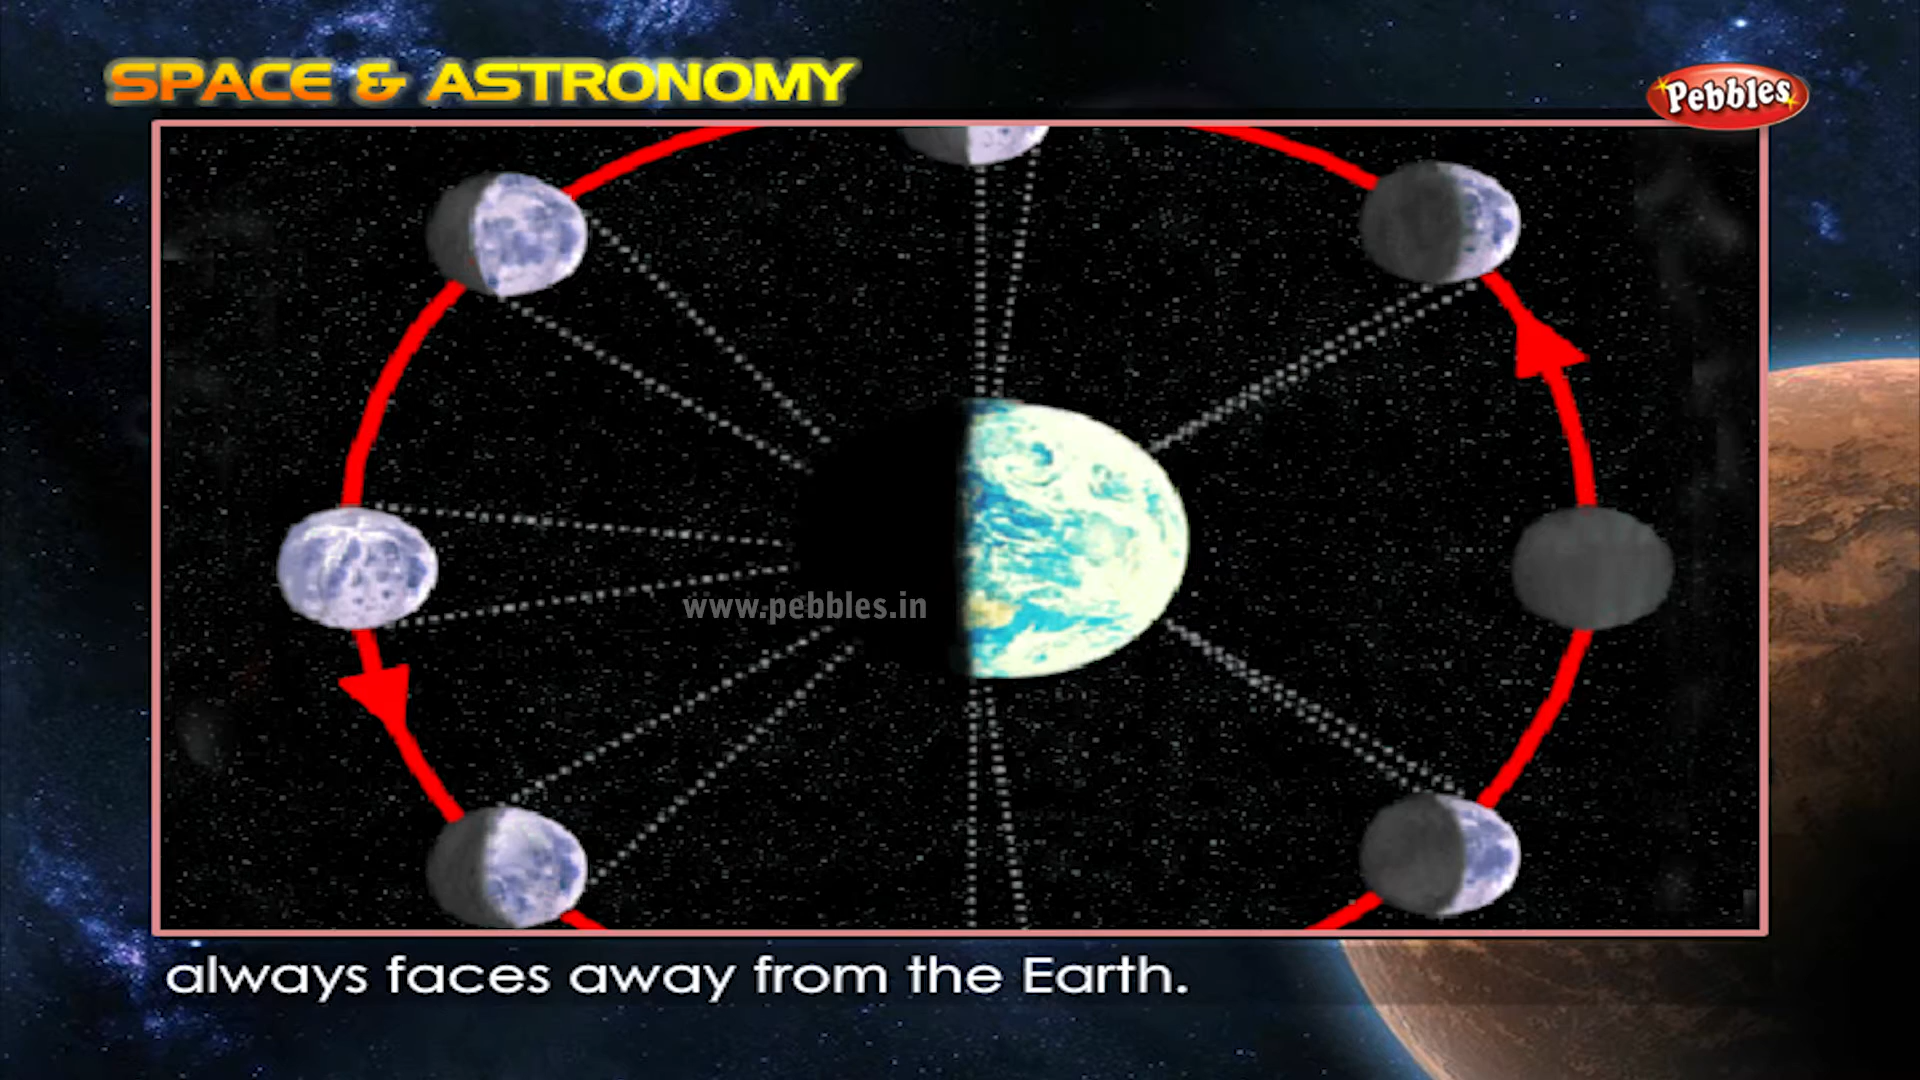 SPACE & ASTRONOMY
Pebbles
www.pebbles.in
always faces away from the Earth.